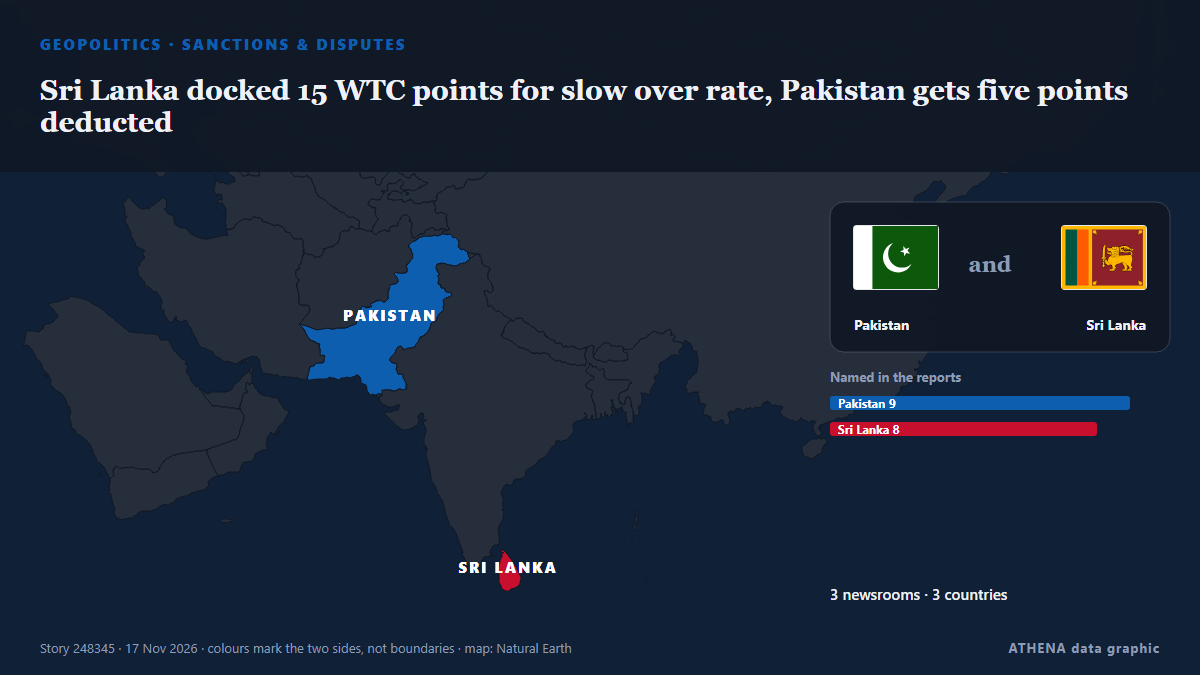 GEOPOLITICS · SANCTIONS & DISPUTES
Sri Lanka docked 15 WTC points for slow over rate, Pakistan gets five points
deducted
PAKISTAN
SRI LANKA
and
Pakistan
Sri Lanka
Named in the reports
Pakistan 9
Sri Lanka 8
3 newsrooms · 3 countries
Story 248345 · 17 Nov 2026 · colours mark the two sides, not boundaries · map: Natural Earth
ATHENA data graphic